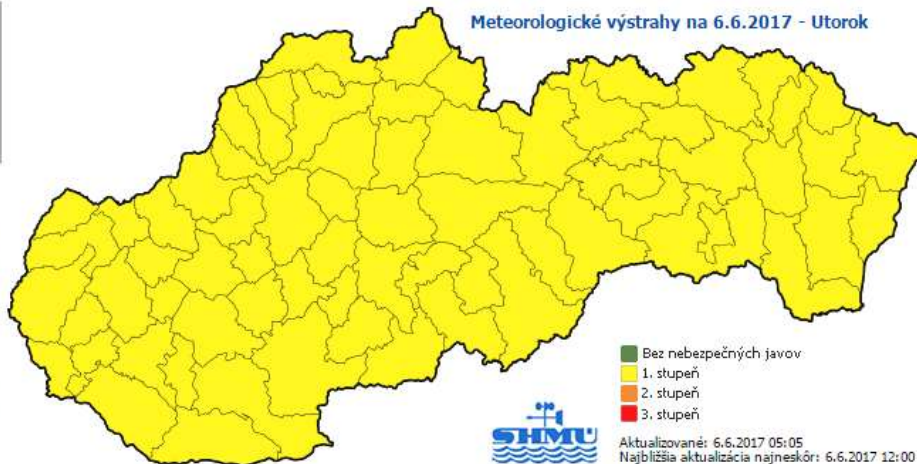 Meteorologické výstrahy na 6.6.2017 - Utorok
Bez nebezpečných javov
1. stupeň
2. stupeň
3. stupeň
SHMÚ
Aktualizované: 6.6.2017 05:05
Najbližšia aktualizácia najneskôr: 6.6.2017 12:00